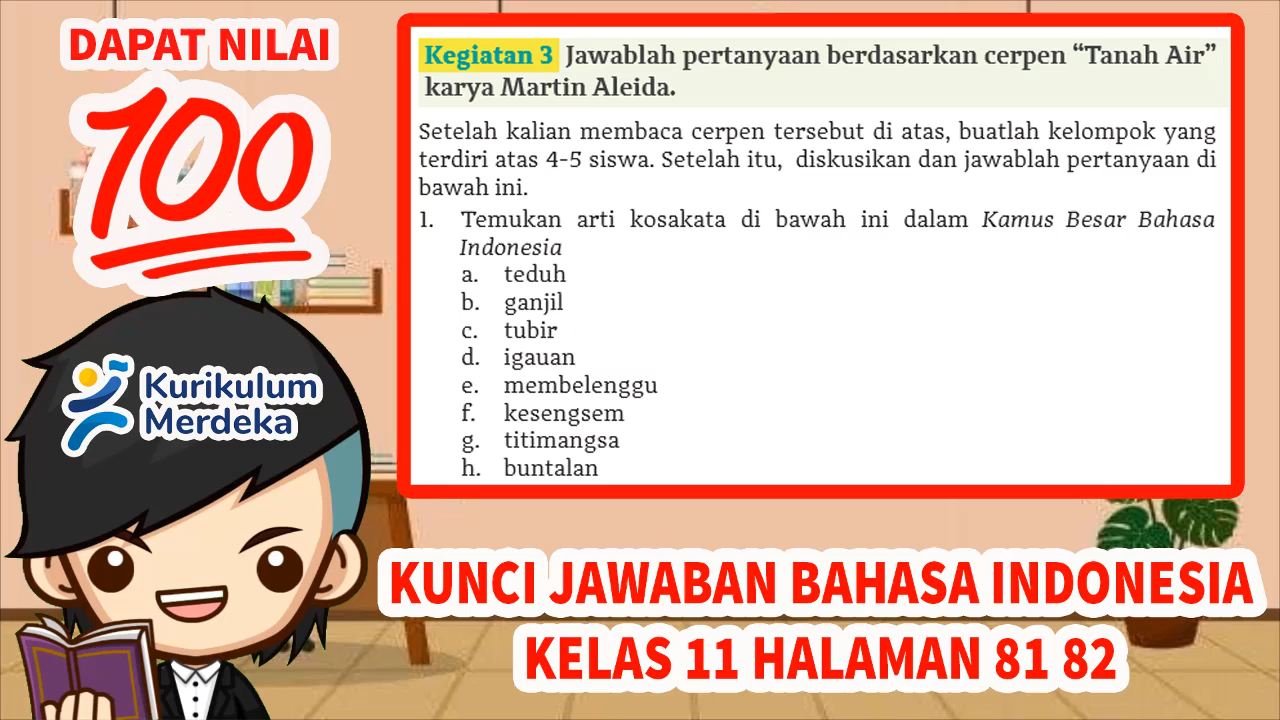 DAPAT NILAI
100
Kurikulum
Merdeka
Kegiatan 3 Jawablah pertanyaan berdasarkan cerpen “Tanah Air”
karya Martin Aleida.
Setelah kalian membaca cerpen tersebut di atas, buatlah kelompok yang
terdiri atas 4-5 siswa. Setelah itu, diskusikan dan jawablah pertanyaan di
bawah ini.
1. Temukan arti kosakata di bawah ini dalam Kamus Besar Bahasa
Indonesia
a. teduh
b. ganjil
c. tubir
d. igauan
e. membelenggu
f. kesengsem
g. titimangsa
h. buntalan
KUNCI JAWABAN BAHASA INDONESIA
KELAS 11 HALAMAN 81 82